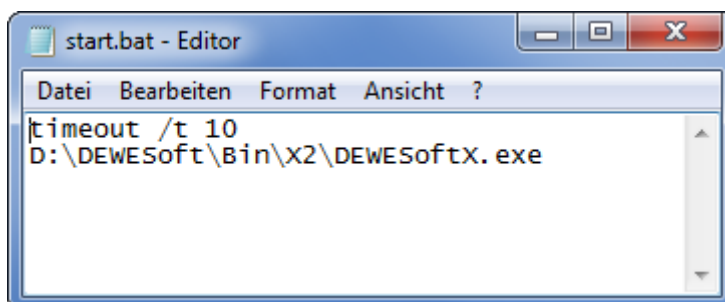 start.bat - Editor
Datei Bearbeiten Format Ansicht ?
timeout /t 10
D:\DEWESoft\Bin\X2\DEWESoftX.exe